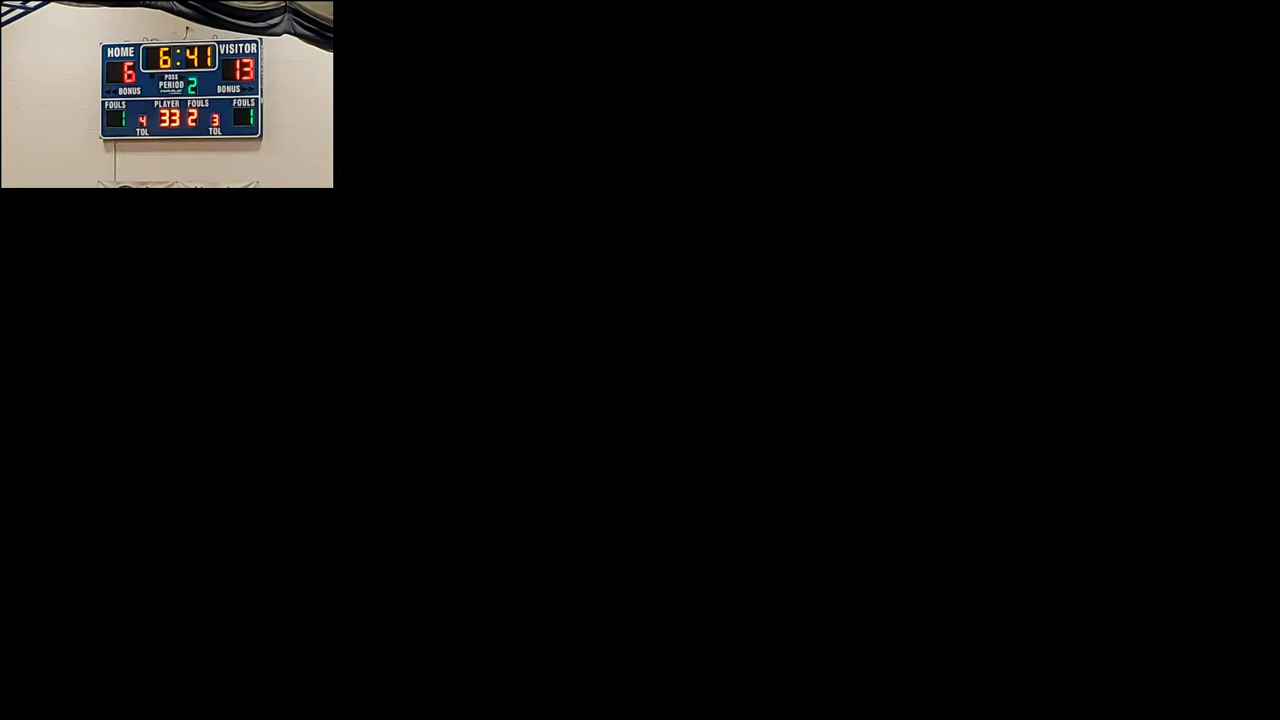 HOME 6:41 VISITOR
6 13
POSS
PERIOD 2
BONUS BONUS
FOULS PLAYER FOULS FOULS
1 4 33 2 3 1
TOL TOL